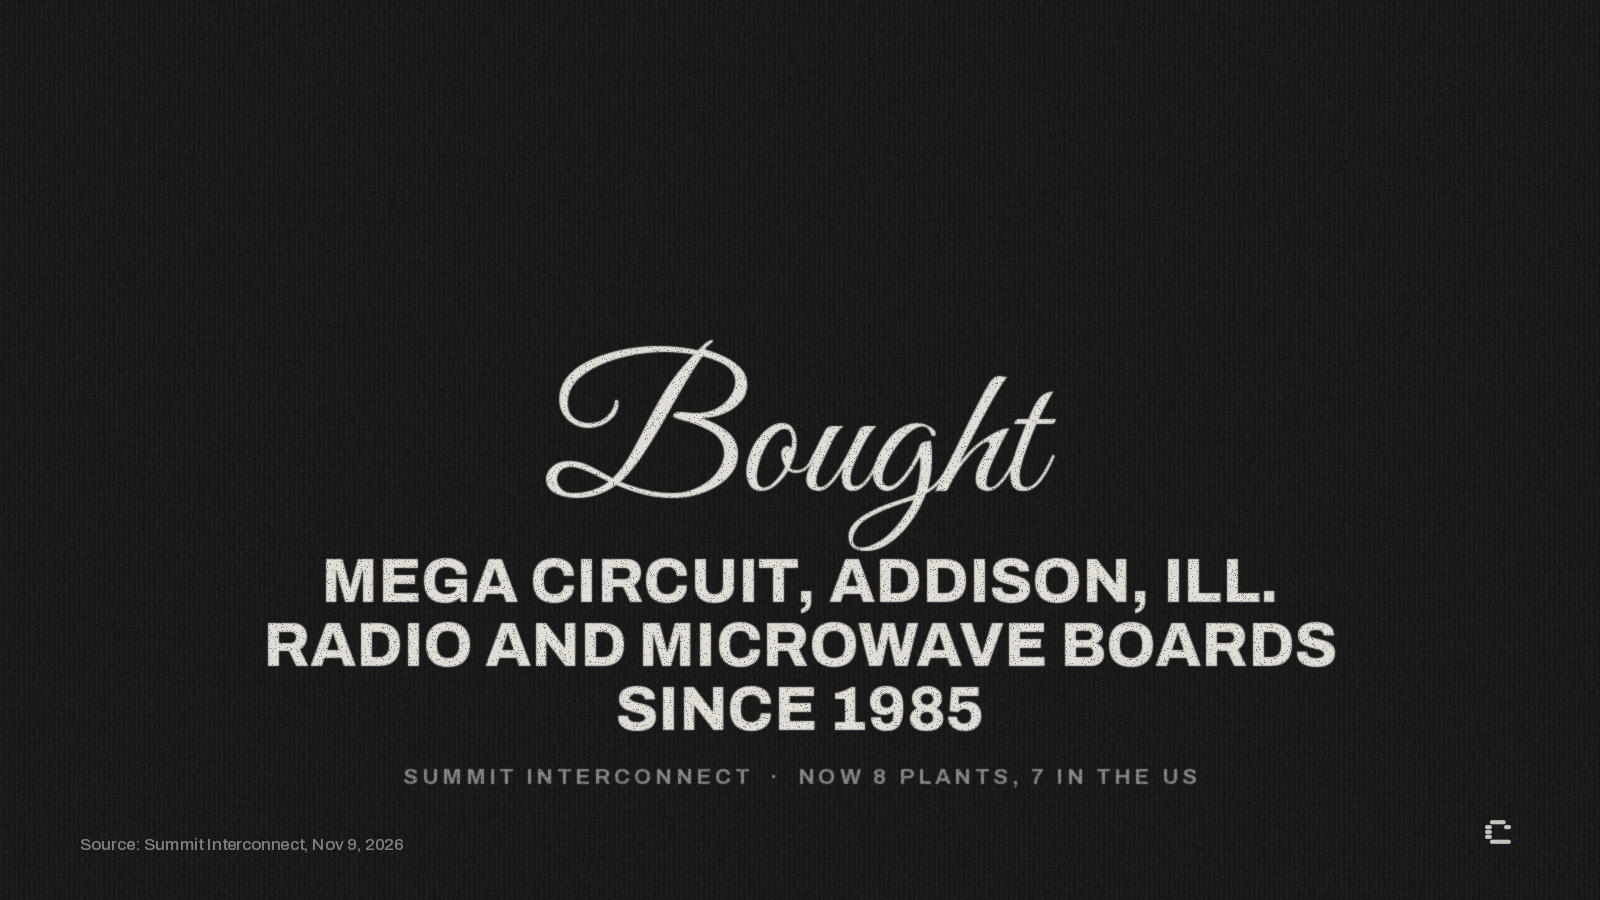 Bought
MEGA CIRCUIT, ADDISON, ILL.
RADIO AND MICROWAVE BOARDS
SINCE 1985
SUMMIT INTERCONNECT · NOW 8 PLANTS, 7 IN THE US
Source: Summit Interconnect, Nov 9, 2026